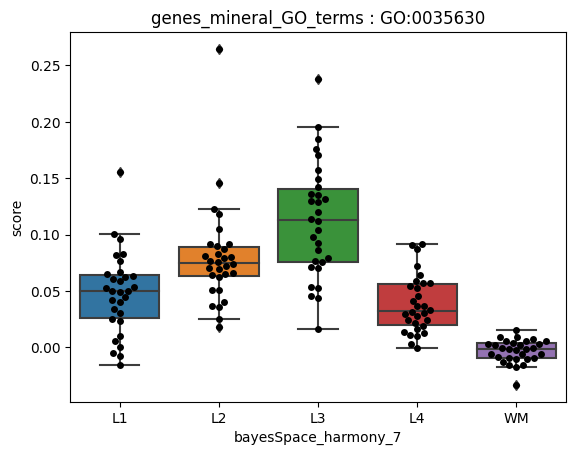 genes_mineral_GO_terms : GO:0035630
score
0.25
0.20
0.15
0.10
0.05
0.00
L1 L2 L3 L4 WM
bayesSpace_harmony_7